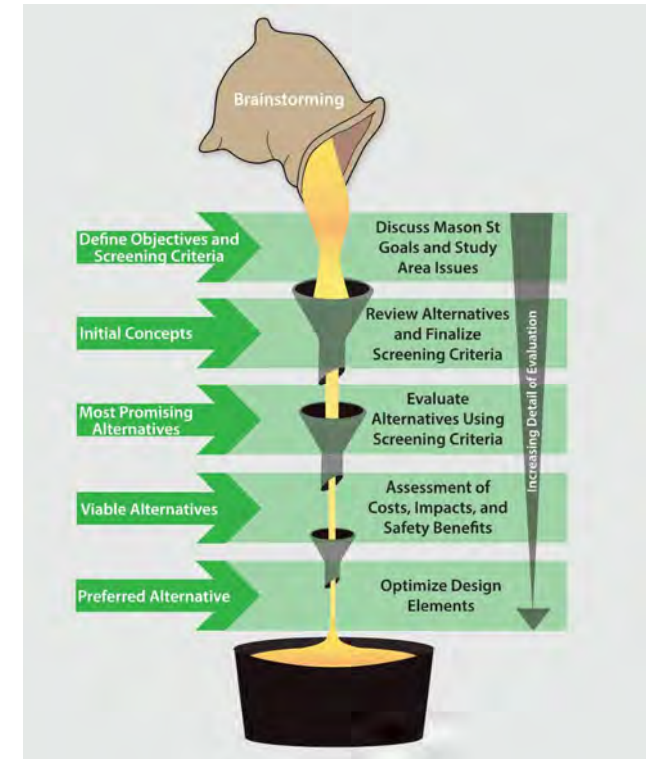 Brainstorming
Define Objectives and
Screening Criteria
Discuss Mason St
Goals and Study
Area Issues
Initial Concepts
Review Alternatives
and Finalize
Screening Criteria
Most Promising
Alternatives
Evaluate
Alternatives Using
Screening Criteria
Viable Alternatives
Assessment of
Costs, Impacts, and
Safety Benefits
Preferred Alternative
Optimize Design
Elements
Increasing Detail of Evaluation